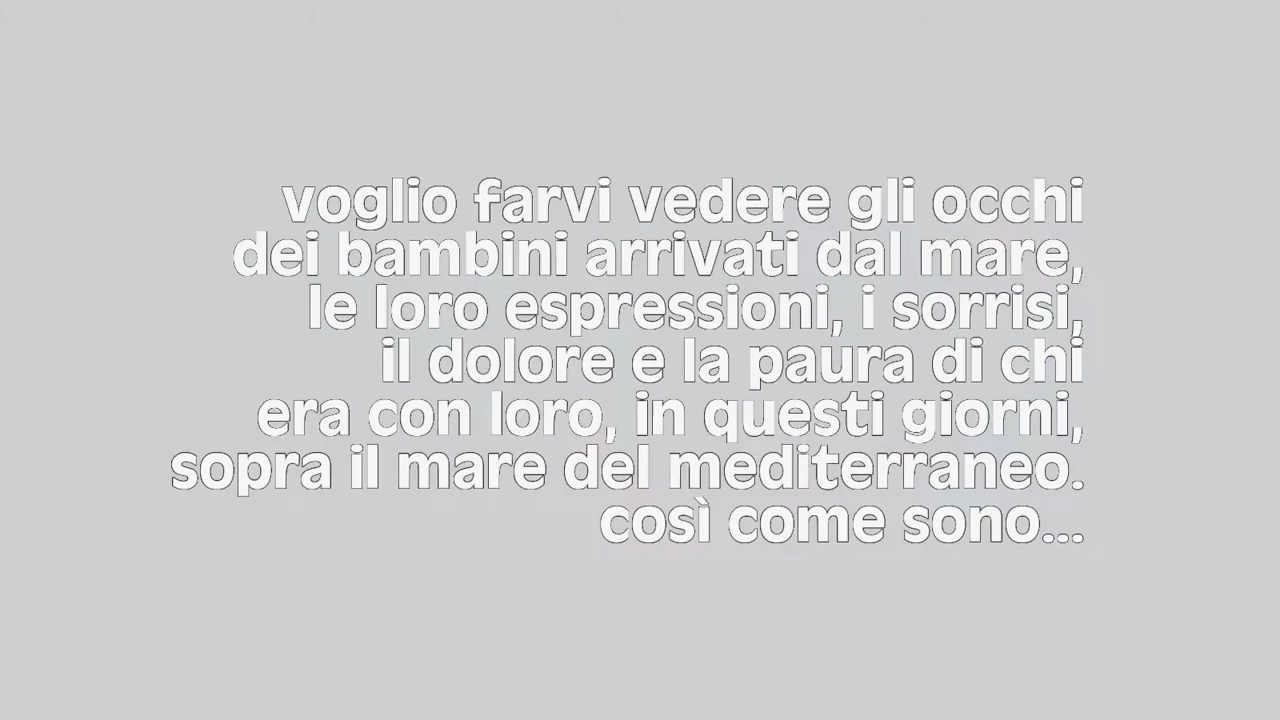 voglio farvi vedere gli occhi
dei bambini arrivati dal mare,
le loro espressioni, i sorrisi,
il dolore e la paura di chi
era con loro, in questi giorni,
sopra il mare del mediterraneo.
così come sono...